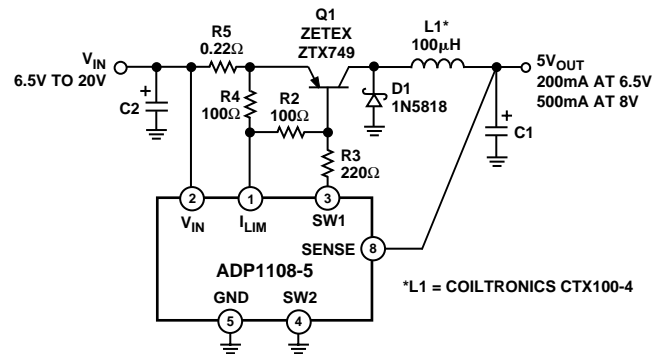 Q1
ZETEX
ZTX749
L1*
100μH
R5
0.22Ω
V_IN
6.5V TO 20V
5V_OUT
200mA AT 6.5V
500mA AT 8V
R4
100Ω
R2
100Ω
D1
1N5818
+
C2
+
C1
R3
220Ω
2
1
3
V_IN
I_LIM
SW1
SENSE
8
ADP1108-5
*L1 = COILTRONICS CTX100-4
GND
SW2
5
4